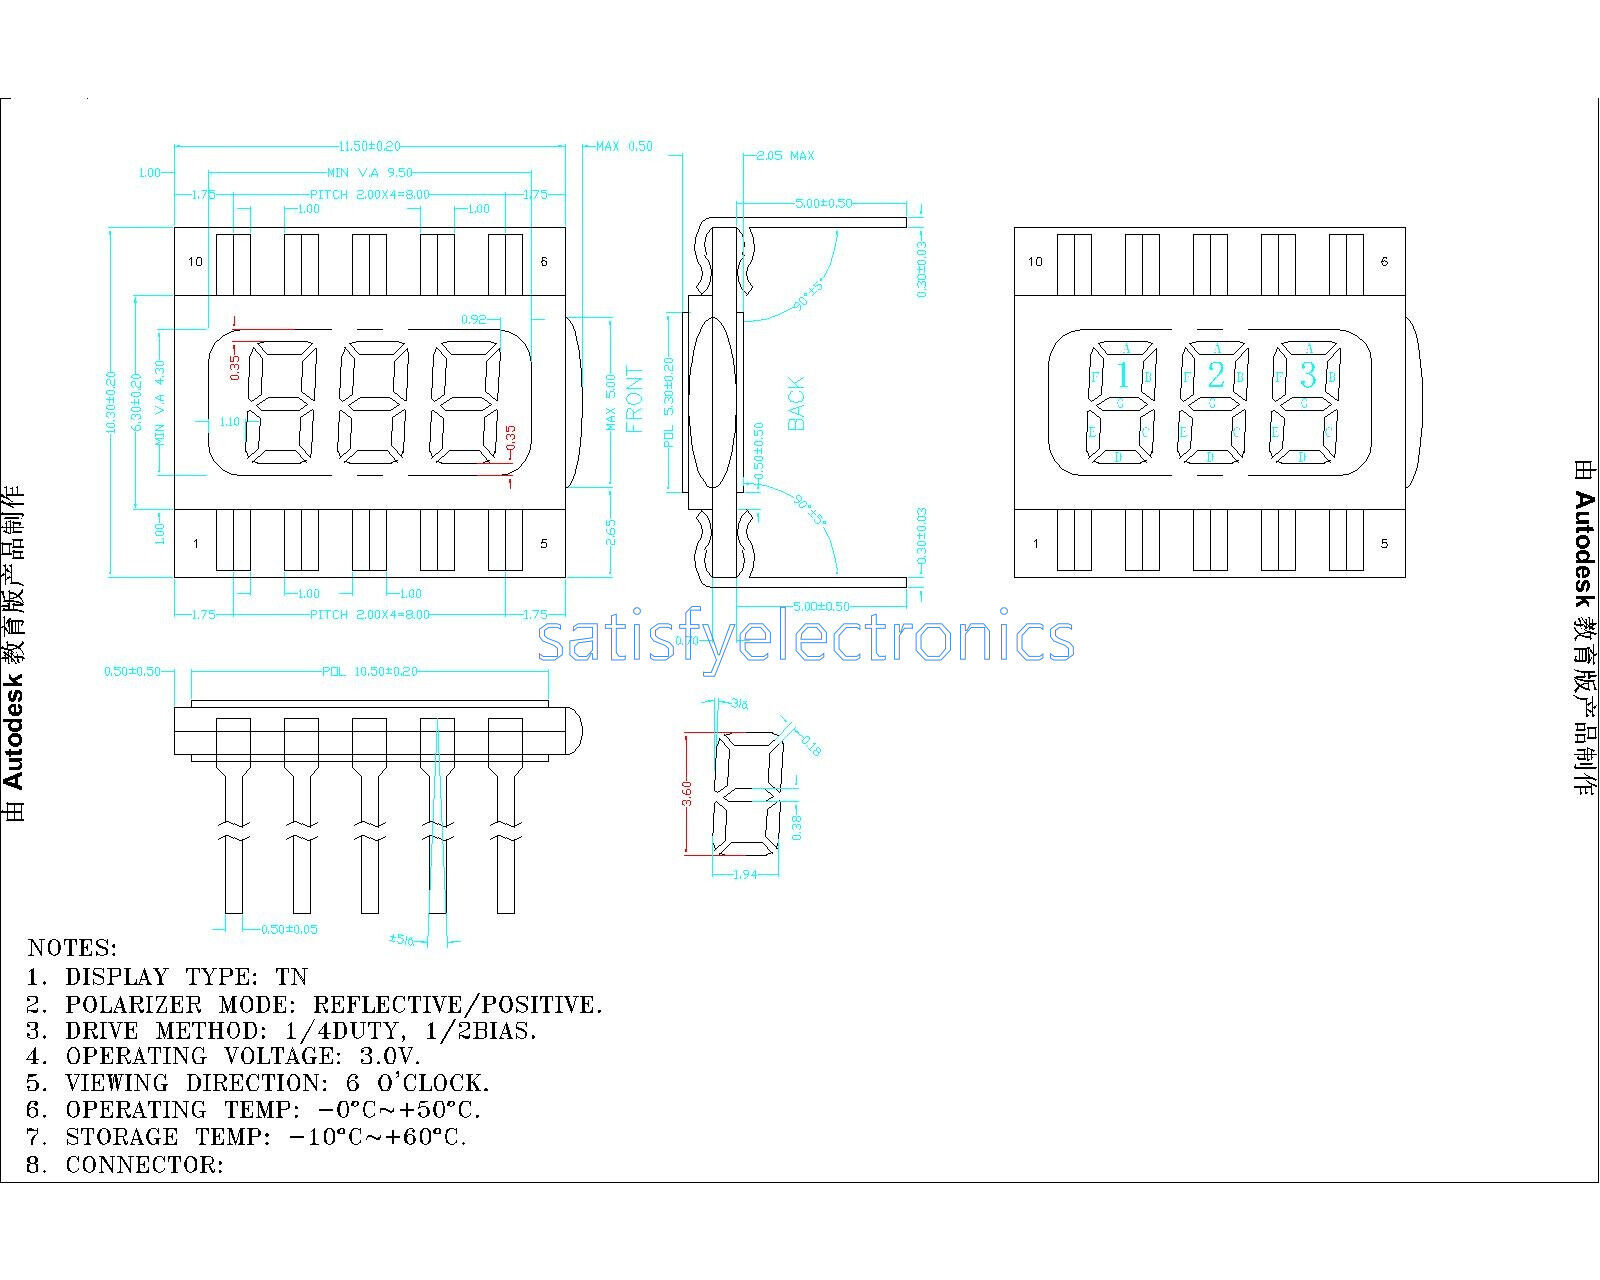 11.50±0.20
MAX 0.50
1.00
MIN V.A 9.50
1.75
PITCH 2.00X4=8.00
1.75
1.00
1.00
10
6
0.92
0.35
10.30±0.20
6.30±0.20
MIN V.A 4.30
1.10
0.35
MAX 5.00
FRONT
1.00
1
5
2.65
1.00
1.00
1.75
PITCH 2.00X4=8.00
1.75
2.05 MAX
5.00±0.50
0.30±0.03
90°±5°
POL 5.30±0.20
BACK
0.50±0.50
90°±5°
0.30±0.03
5.00±0.50
0.70
10
6
A
F 1 B
G
E C
D
A
F 2 B
G
E C
D
A
F 3 B
G
E C
D
1
5
satisfyelectronics
0.50±0.50
POL 10.50±0.20
0.50±0.05
3.60
0.18
0.38
1.94
由 Autodesk 教育版产品制作
由 Autodesk 教育版产品制作
NOTES:
1. DISPLAY TYPE: TN
2. POLARIZER MODE: REFLECTIVE/POSITIVE.
3. DRIVE METHOD: 1/4DUTY, 1/2BIAS.
4. OPERATING VOLTAGE: 3.0V.
5. VIEWING DIRECTION: 6 O'CLOCK.
6. OPERATING TEMP: -0°C~+50°C.
7. STORAGE TEMP: -10°C~+60°C.
8. CONNECTOR: